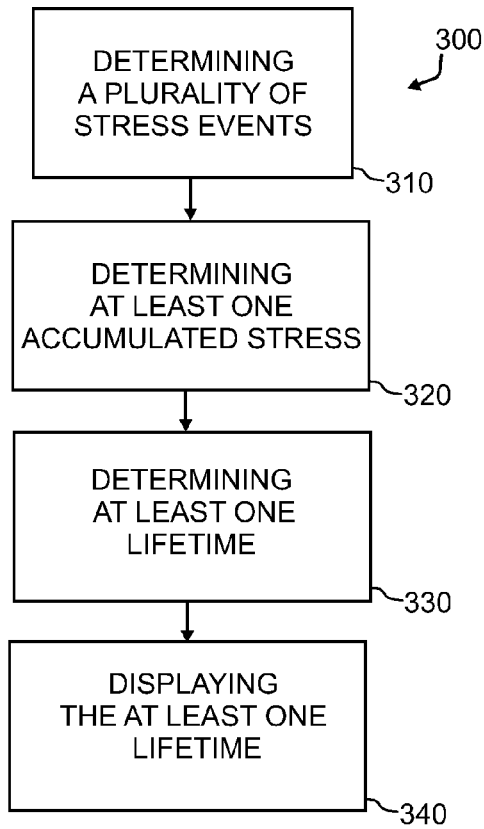 300
DETERMINING
A PLURALITY OF
STRESS EVENTS
310
DETERMINING
AT LEAST ONE
ACCUMULATED STRESS
320
DETERMINING
AT LEAST ONE
LIFETIME
330
DISPLAYING
THE AT LEAST ONE
LIFETIME
340